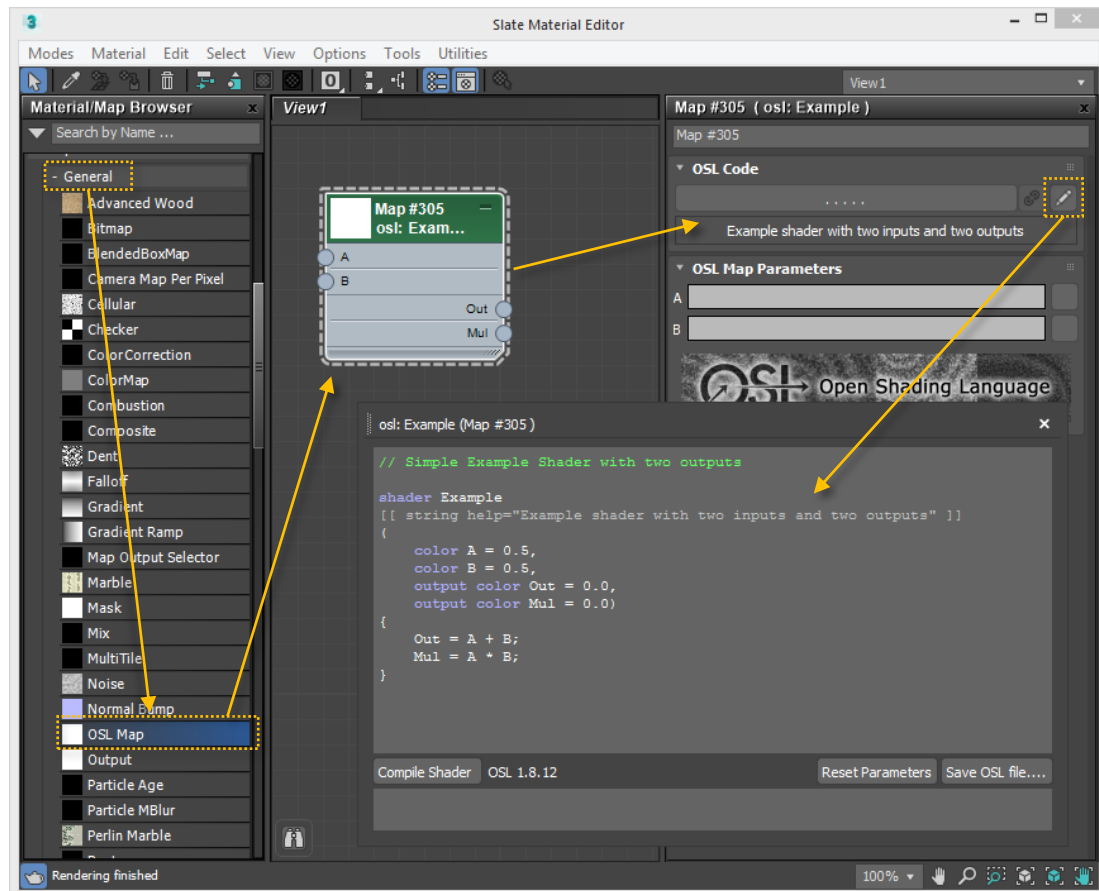 3
Slate Material Editor
Modes Material Edit Select View Options Tools Utilities
0
View1
Material/Map Browser x
Search by Name ...
- General
Advanced Wood
Bitmap
BlendedBoxMap
Camera Map Per Pixel
Cellular
Checker
ColorCorrection
ColorMap
Combustion
Composite
Dent
Falloff
Gradient
Gradient Ramp
Map Output Selector
Marble
Mask
Mix
MultiTile
Noise
Normal Bump
OSL Map
Output
Particle Age
Particle MBlur
Perlin Marble
View1
Map #305
osl: Exam...
A
B
Out
Mul
Map #305 ( osl: Example ) x
Map #305
OSL Code
. . . . .
Example shader with two inputs and two outputs
OSL Map Parameters
A
B
OSL Open Shading Language
osl: Example (Map #305 )
// Simple Example Shader with two outputs
shader Example
[[ string help="Example shader with two inputs and two outputs" ]]
(
color A = 0.5,
color B = 0.5,
output color Out = 0.0,
output color Mul = 0.0)
{
Out = A + B;
Mul = A * B;
}
Compile Shader OSL 1.8.12 Reset Parameters Save OSL file....
Rendering finished
100%